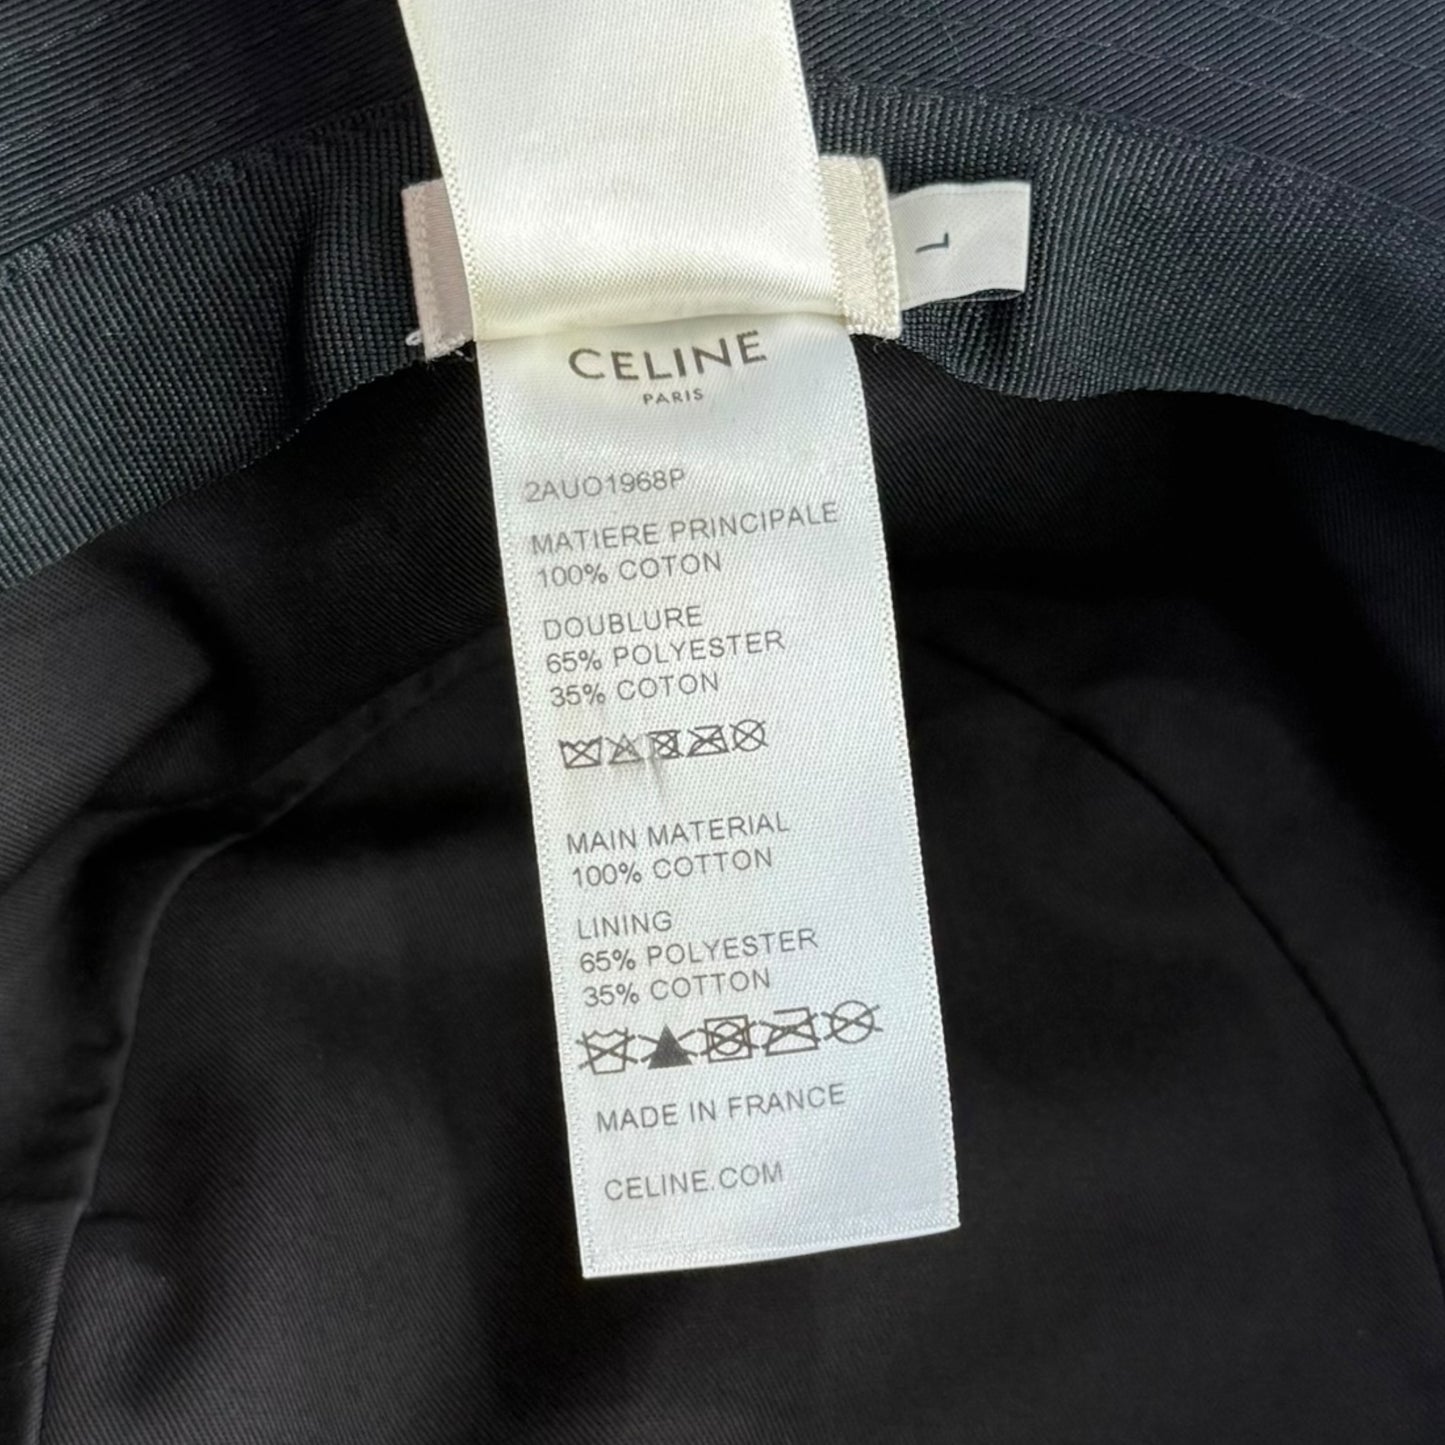 L
CELINE
PARIS
2AUO1968P
MATIERE PRINCIPALE
100% COTON
DOUBLURE
65% POLYESTER
35% COTON
MAIN MATERIAL
100% COTTON
LINING
65% POLYESTER
35% COTTON
MADE IN FRANCE
CELINE.COM